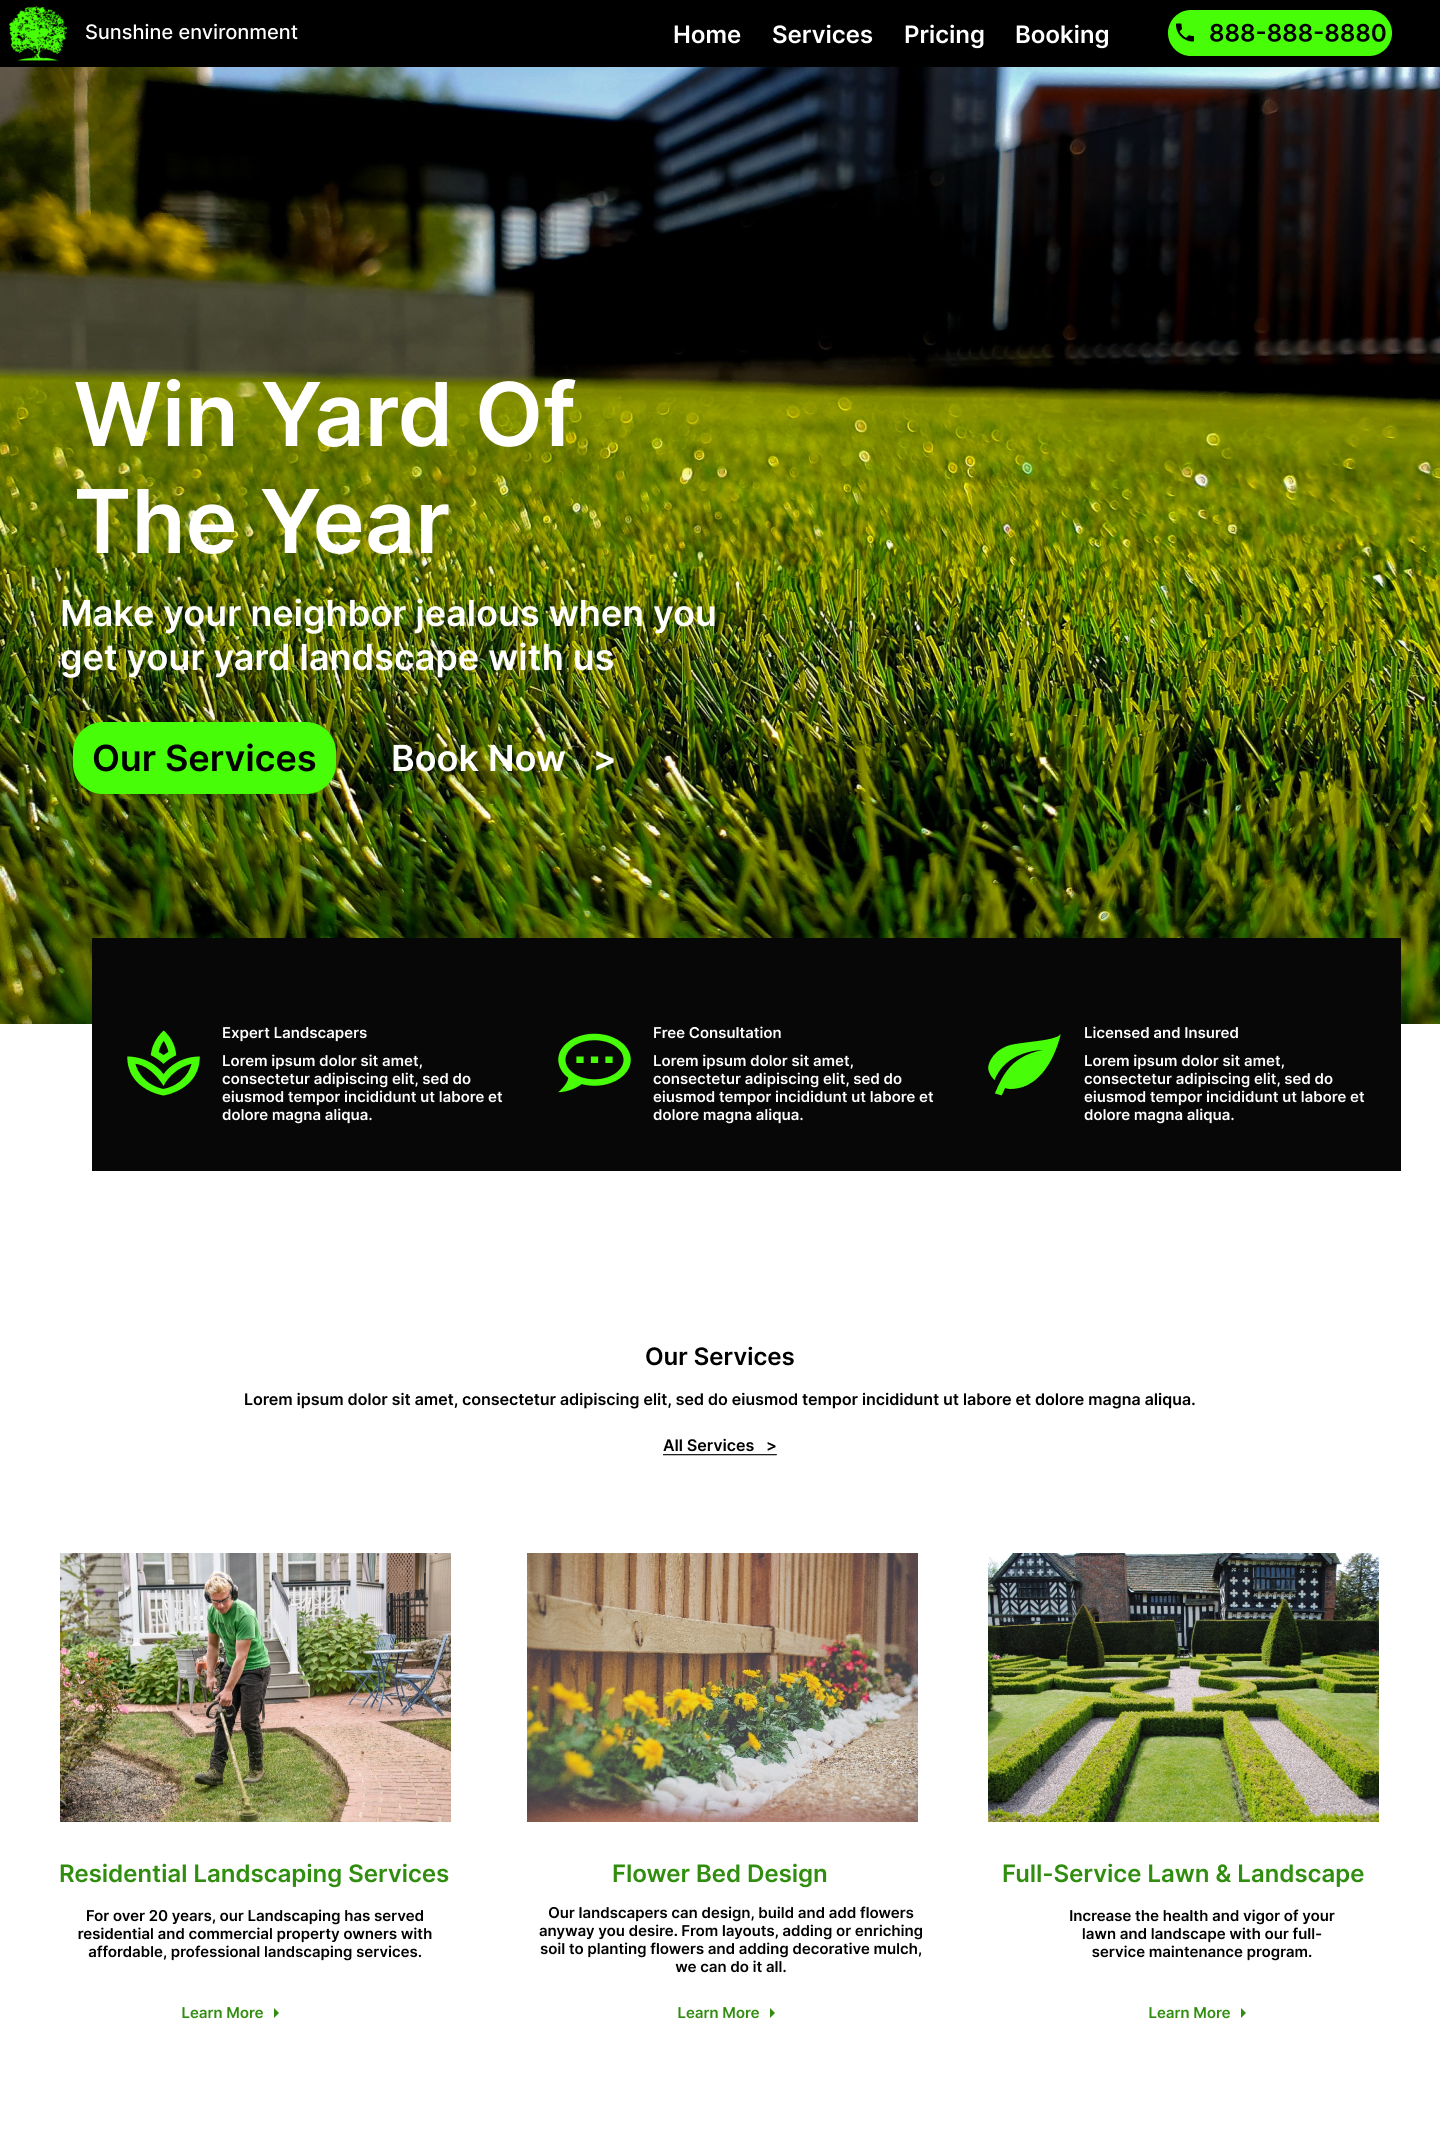 Sunshine environment
Home Services Pricing Booking
888-888-8880
Win Yard Of
The Year
Make your neighbor jealous when you
get your yard landscape with us
Our Services
Book Now >
Expert Landscapers
Lorem ipsum dolor sit amet,
consectetur adipiscing elit, sed do
eiusmod tempor incididunt ut labore et
dolore magna aliqua.
Free Consultation
Lorem ipsum dolor sit amet,
consectetur adipiscing elit, sed do
eiusmod tempor incididunt ut labore et
dolore magna aliqua.
Licensed and Insured
Lorem ipsum dolor sit amet,
consectetur adipiscing elit, sed do
eiusmod tempor incididunt ut labore et
dolore magna aliqua.
Our Services
Lorem ipsum dolor sit amet, consectetur adipiscing elit, sed do eiusmod tempor incididunt ut labore et dolore magna aliqua.
All Services >
Residential Landscaping Services
For over 20 years, our Landscaping has served
residential and commercial property owners with
affordable, professional landscaping services.
Learn More
Flower Bed Design
Our landscapers can design, build and add flowers
anyway you desire. From layouts, adding or enriching
soil to planting flowers and adding decorative mulch,
we can do it all.
Learn More
Full-Service Lawn & Landscape
Increase the health and vigor of your
lawn and landscape with our full-
service maintenance program.
Learn More